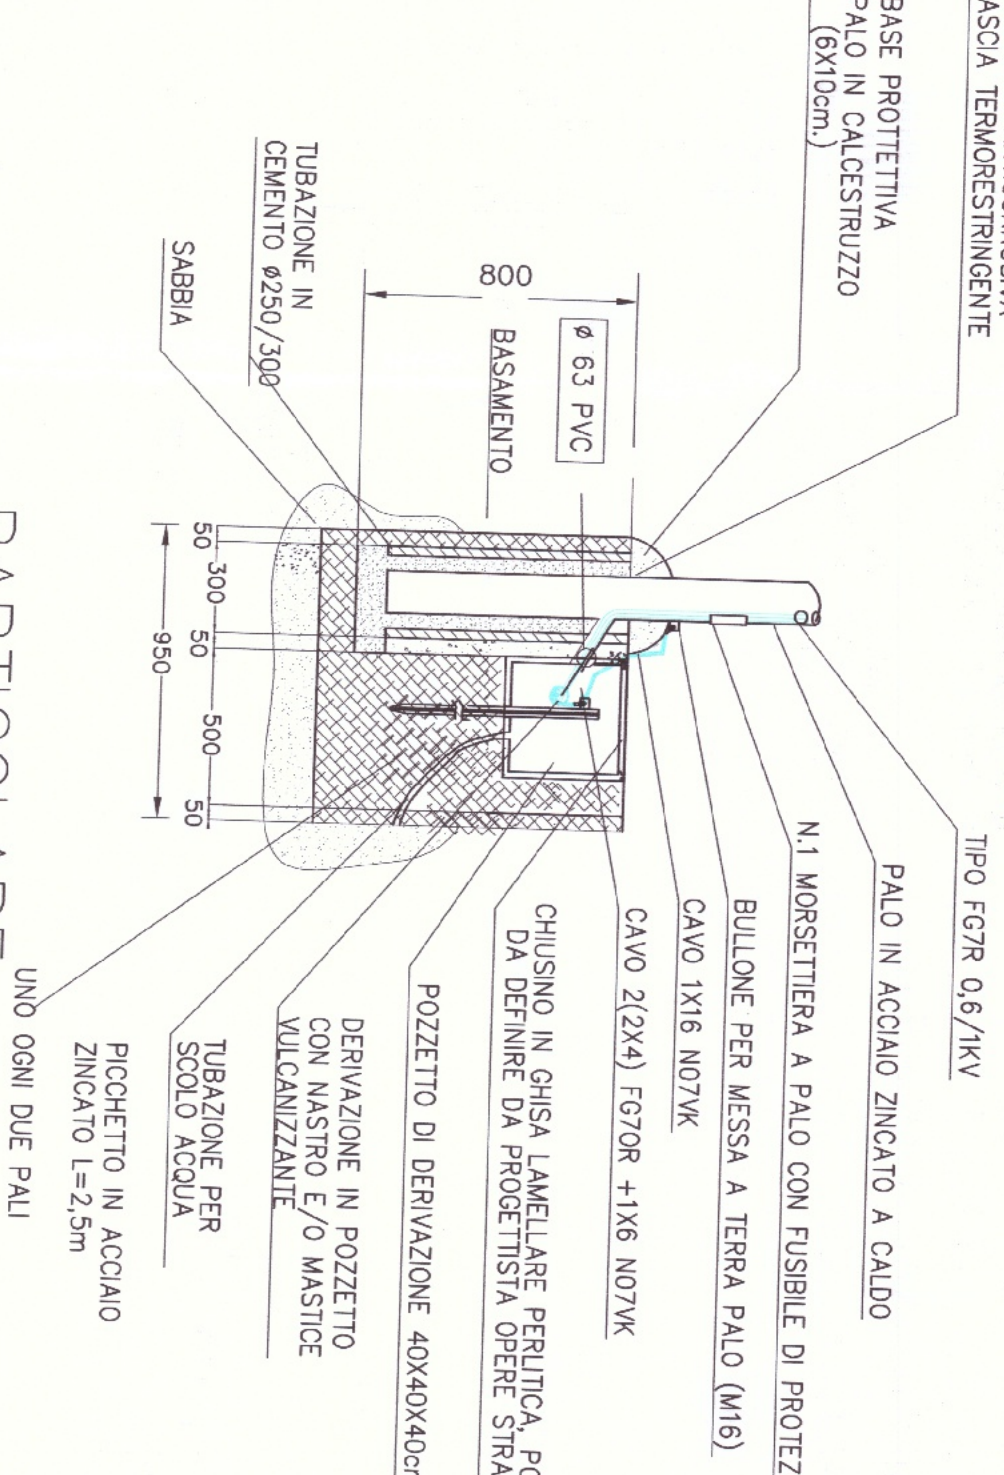 ASCIA TERMORESTRINGENTE
BASE PROTTETTIVA
PALO IN CALCESTRUZZO
(6X10cm.)
TUBAZIONE IN
CEMENTO ø250/300
SABBIA
800
ø 63 PVC
BASAMENTO
50
300
50
500
50
950
TIPO FG7R 0,6/1KV
PALO IN ACCIAIO ZINCATO A CALDO
N.1 MORSETTIERA A PALO CON FUSIBILE DI PROTEZ
BULLONE PER MESSA A TERRA PALO (M16)
CAVO 1X16 N07VK
CAVO 2(2X4) FG7OR +1X6 N07VK
CHIUSINO IN GHISA LAMELLARE PERLITICA, PO
DA DEFINIRE DA PROGETTISTA OPERE STRA
POZZETTO DI DERIVAZIONE 40X40X40cm
DERIVAZIONE IN POZZETTO
CON NASTRO E/O MASTICE
VULCANIZZANTE
TUBAZIONE PER
SCOLO ACQUA
PICCHETTO IN ACCIAIO
ZINCATO L=2,5m
UNO OGNI DUE PALI